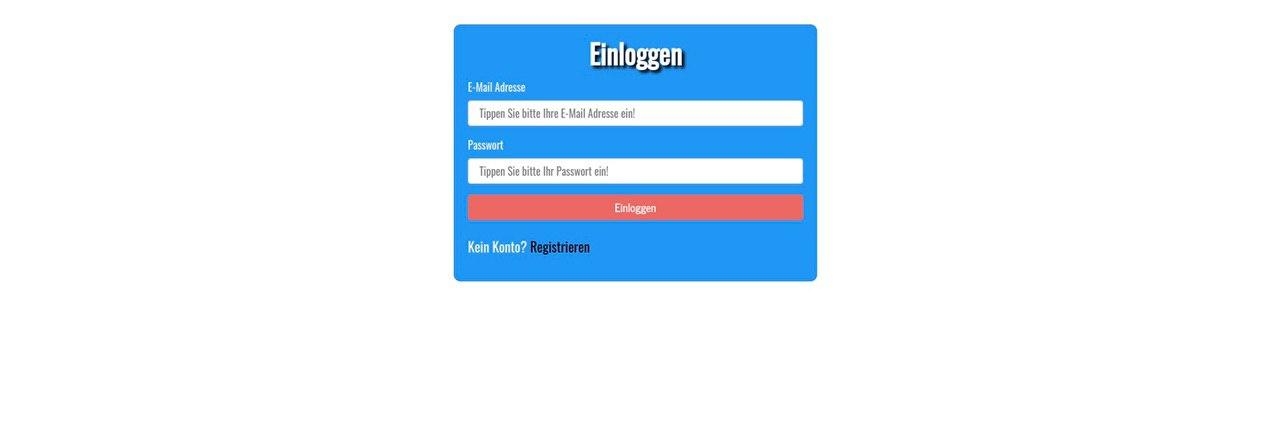 Einloggen
E-Mail Adresse
Tippen Sie bitte Ihre E-Mail Adresse ein!
Passwort
Tippen Sie bitte Ihr Passwort ein!
Einloggen
Kein Konto? Registrieren